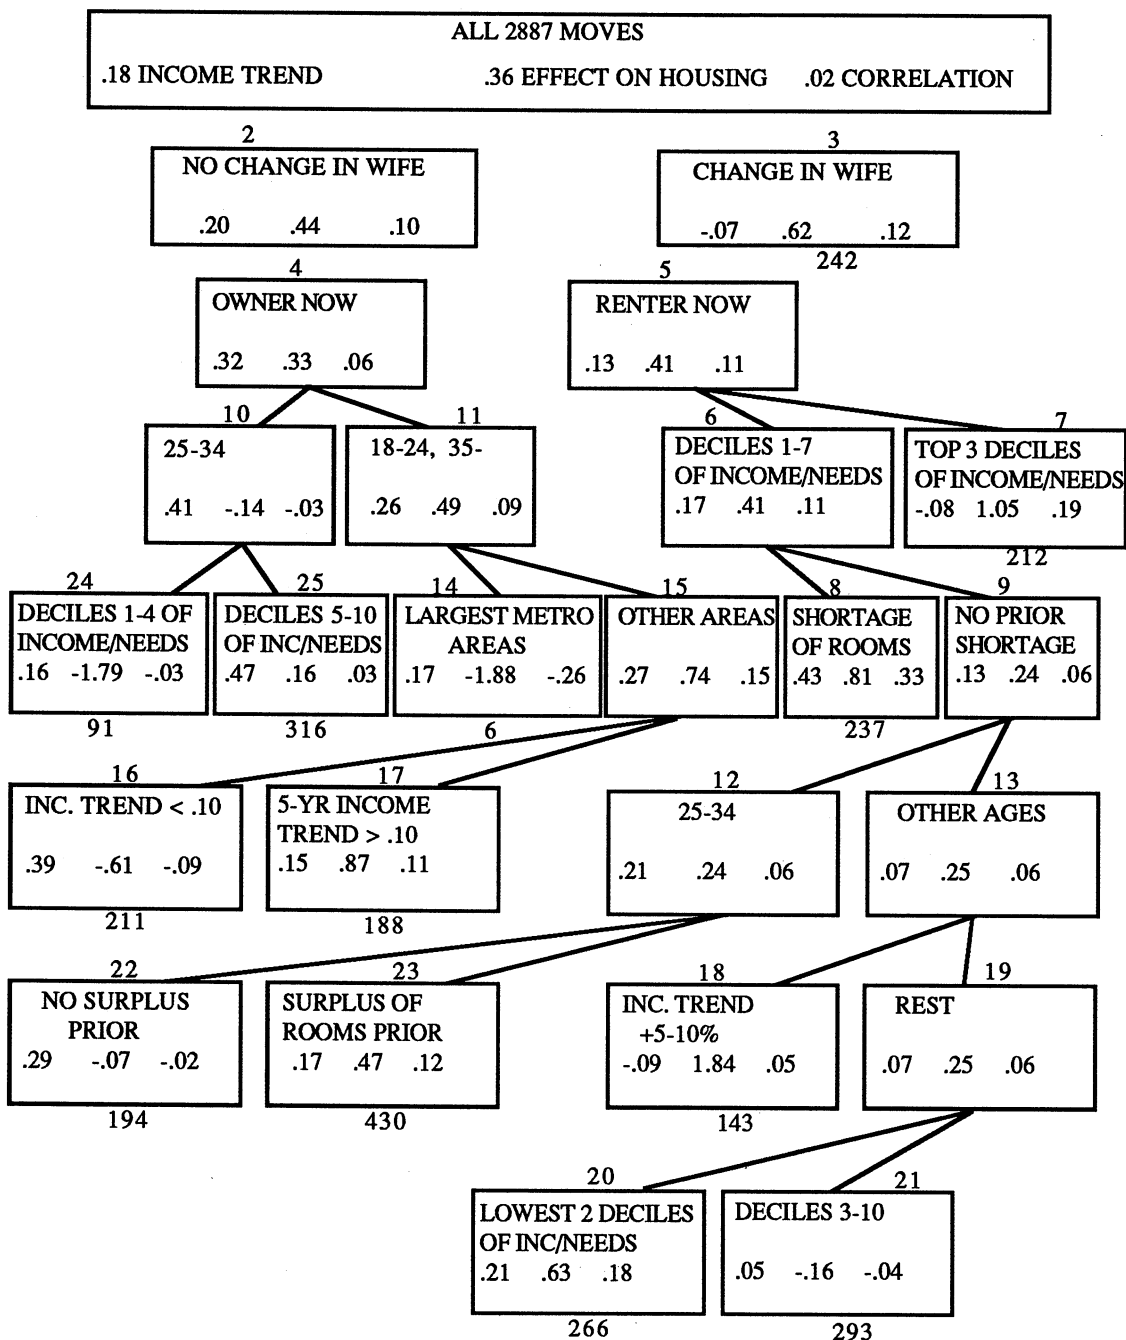 ALL 2887 MOVES
.18 INCOME TREND .36 EFFECT ON HOUSING .02 CORRELATION
2
NO CHANGE IN WIFE
.20 .44 .10
3
CHANGE IN WIFE
-.07 .62 .12
242
4
OWNER NOW
.32 .33 .06
5
RENTER NOW
.13 .41 .11
10
25-34
.41 -.14 -.03
11
18-24, 35-
.26 .49 .09
6
DECILES 1-7
OF INCOME/NEEDS
.17 .41 .11
7
TOP 3 DECILES
OF INCOME/NEEDS
-.08 1.05 .19
212
24
DECILES 1-4 OF
INCOME/NEEDS
.16 -1.79 -.03
91
25
DECILES 5-10
OF INC/NEEDS
.47 .16 .03
316
14
LARGEST METRO
AREAS
.17 -1.88 -.26
6
15
OTHER AREAS
.27 .74 .15
8
SHORTAGE
OF ROOMS
.43 .81 .33
237
9
NO PRIOR
SHORTAGE
.13 .24 .06
16
INC. TREND < .10
.39 -.61 -.09
211
17
5-YR INCOME
TREND > .10
.15 .87 .11
188
12
25-34
.21 .24 .06
13
OTHER AGES
.07 .25 .06
22
NO SURPLUS
PRIOR
.29 -.07 -.02
194
23
SURPLUS OF
ROOMS PRIOR
.17 .47 .12
430
18
INC. TREND
+5-10%
-.09 1.84 .05
143
19
REST
.07 .25 .06
20
LOWEST 2 DECILES
OF INC/NEEDS
.21 .63 .18
266
21
DECILES 3-10
.05 -.16 -.04
293